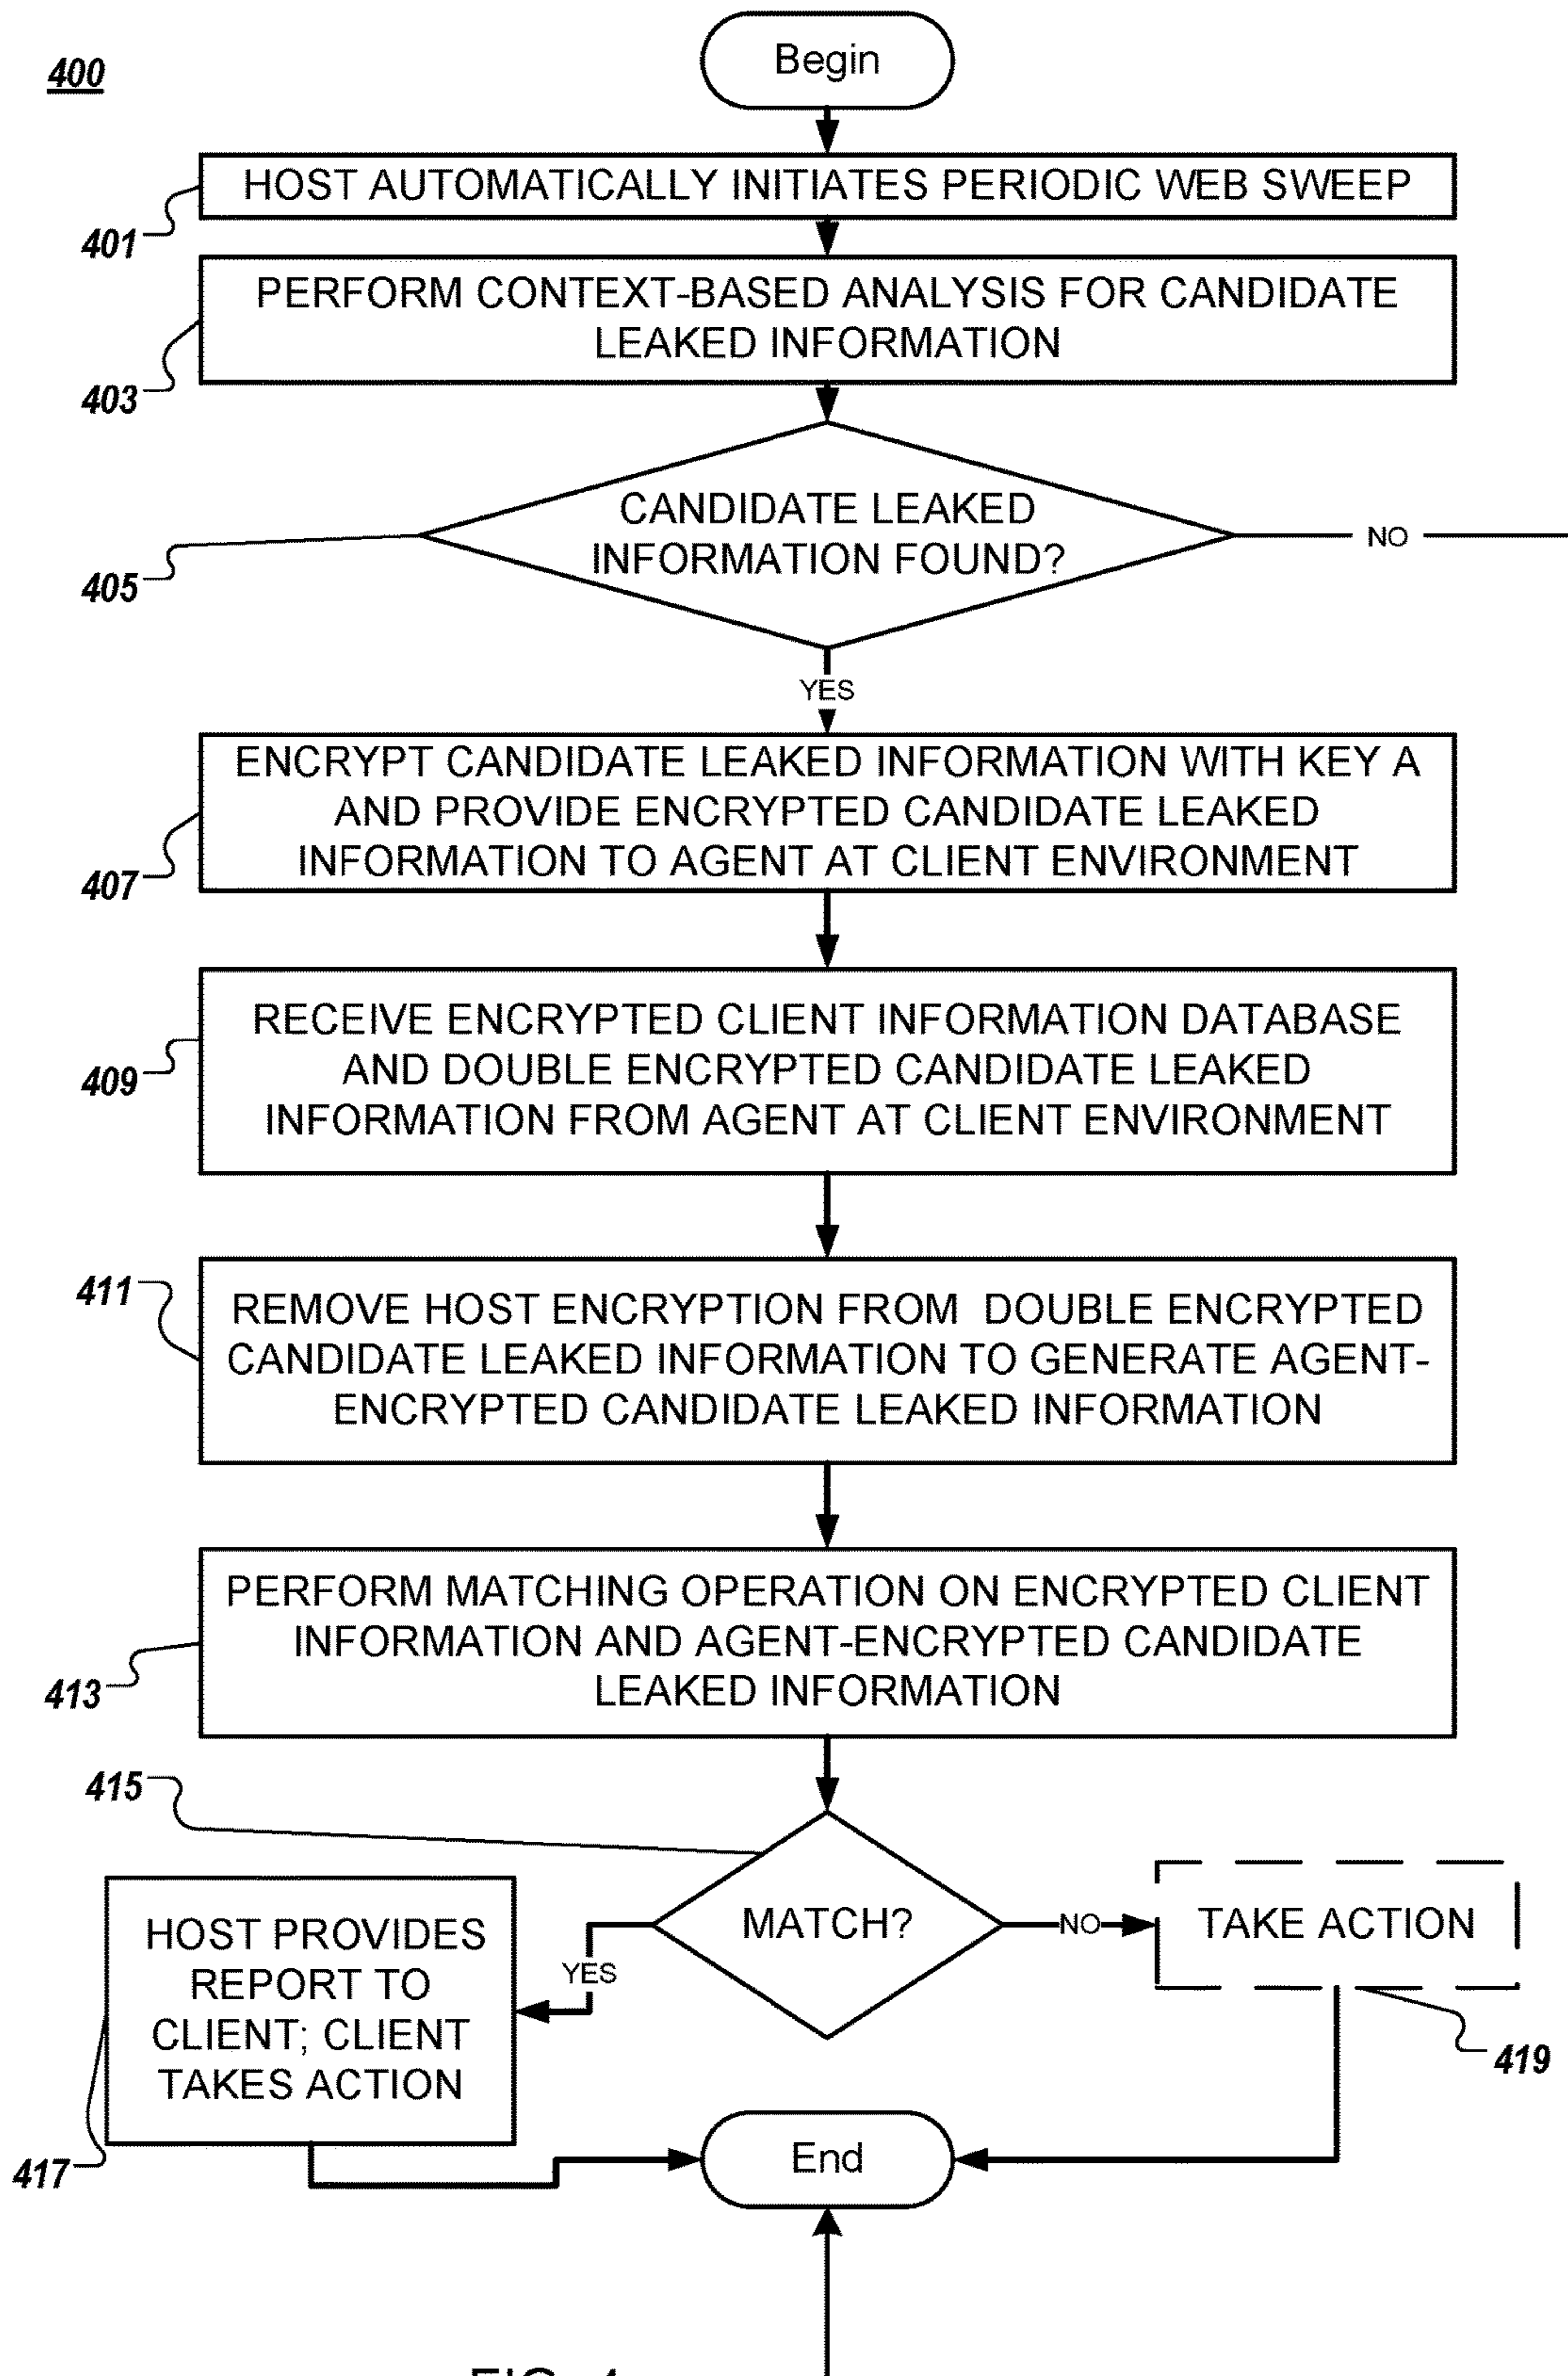 400
Begin
HOST AUTOMATICALLY INITIATES PERIODIC WEB SWEEP
401
PERFORM CONTEXT-BASED ANALYSIS FOR CANDIDATE
LEAKED INFORMATION
403
CANDIDATE LEAKED
INFORMATION FOUND?
NO
405
YES
ENCRYPT CANDIDATE LEAKED INFORMATION WITH KEY A
AND PROVIDE ENCRYPTED CANDIDATE LEAKED
INFORMATION TO AGENT AT CLIENT ENVIRONMENT
407
RECEIVE ENCRYPTED CLIENT INFORMATION DATABASE
AND DOUBLE ENCRYPTED CANDIDATE LEAKED
INFORMATION FROM AGENT AT CLIENT ENVIRONMENT
409
411
REMOVE HOST ENCRYPTION FROM DOUBLE ENCRYPTED
CANDIDATE LEAKED INFORMATION TO GENERATE AGENT-
ENCRYPTED CANDIDATE LEAKED INFORMATION
PERFORM MATCHING OPERATION ON ENCRYPTED CLIENT
INFORMATION AND AGENT-ENCRYPTED CANDIDATE
LEAKED INFORMATION
413
415
MATCH?
NO
TAKE ACTION
YES
HOST PROVIDES
REPORT TO
CLIENT; CLIENT
TAKES ACTION
419
417
End